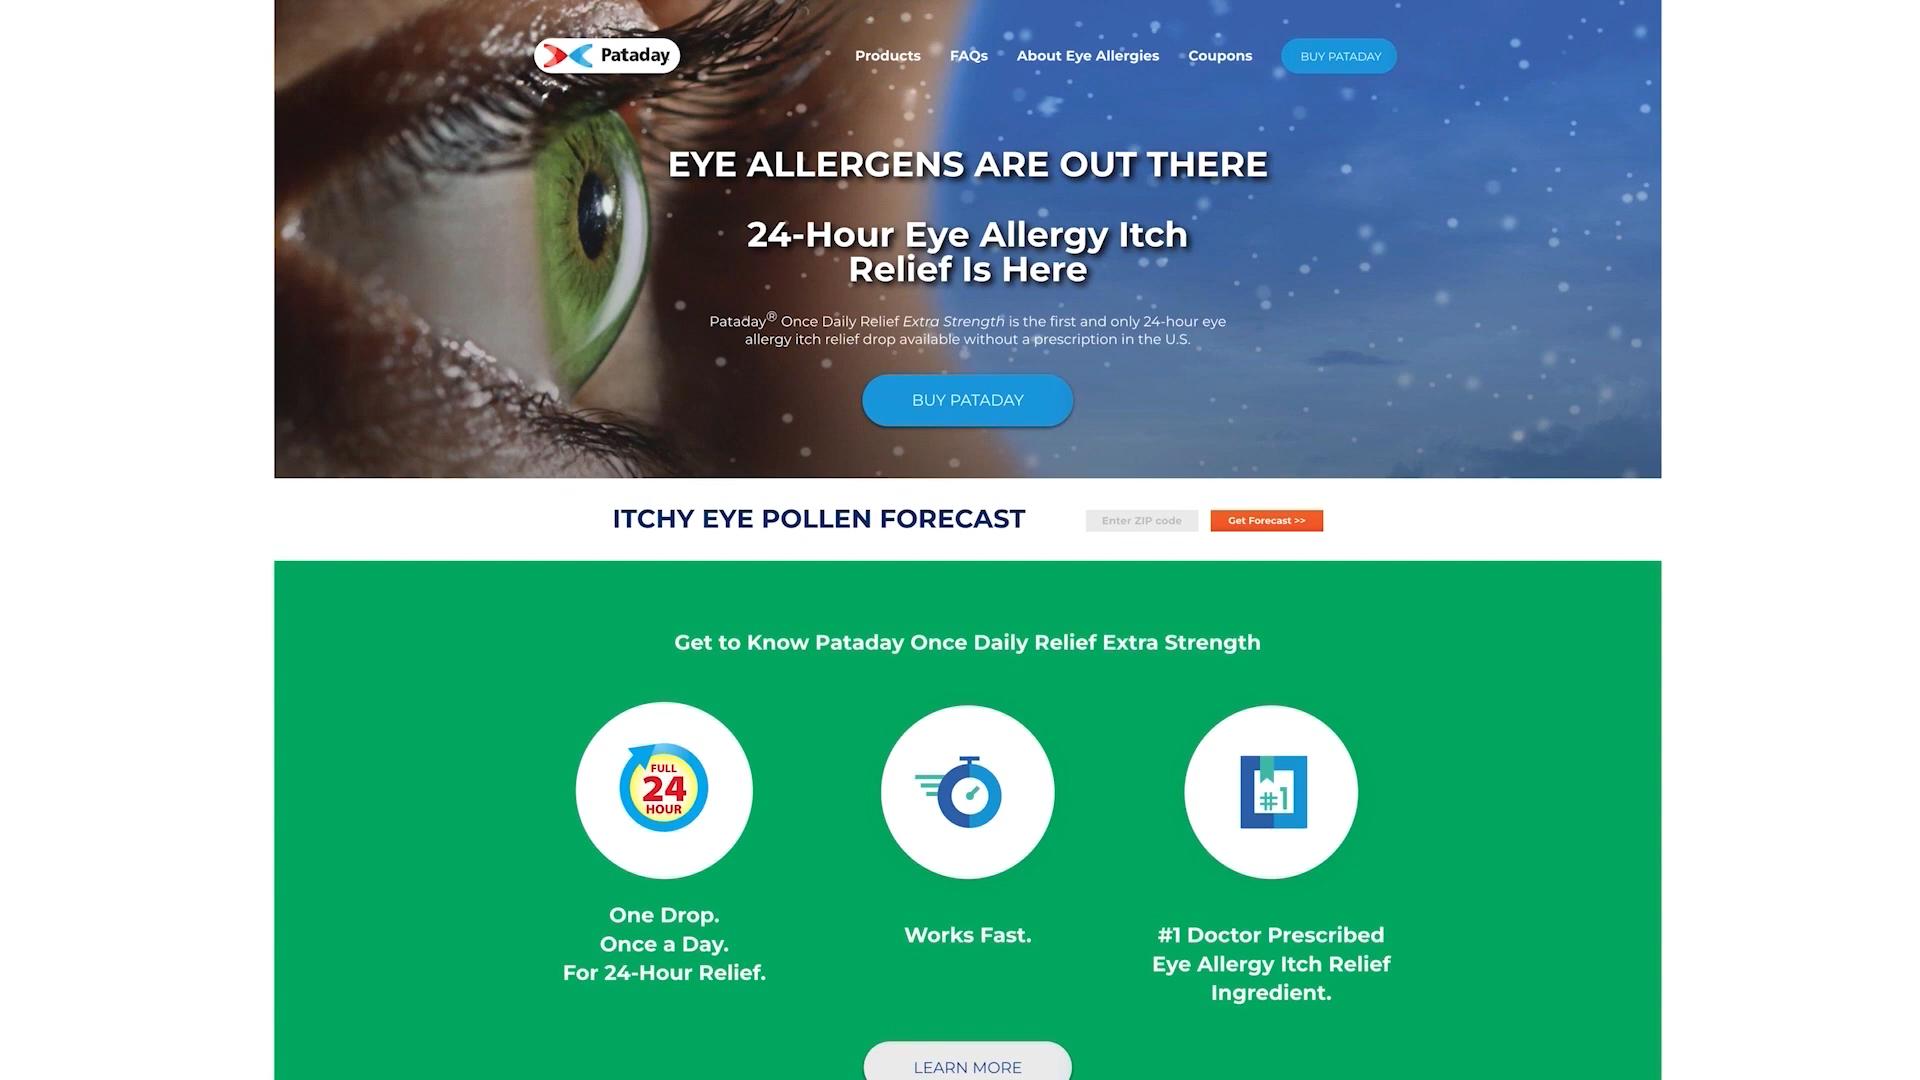 Pataday
Products
FAQs
About Eye Allergies
Coupons
BUY PATADAY
EYE ALLERGENS ARE OUT THERE
24-Hour Eye Allergy Itch
Relief Is Here
Pataday® Once Daily Relief Extra Strength is the first and only 24-hour eye
allergy itch relief drop available without a prescription in the U.S.
BUY PATADAY
ITCHY EYE POLLEN FORECAST
Enter ZIP code
Get Forecast >>
Get to Know Pataday Once Daily Relief Extra Strength
FULL
24
HOUR
#1
One Drop.
Once a Day.
For 24-Hour Relief.
Works Fast.
#1 Doctor Prescribed
Eye Allergy Itch Relief
Ingredient.
LEARN MORE